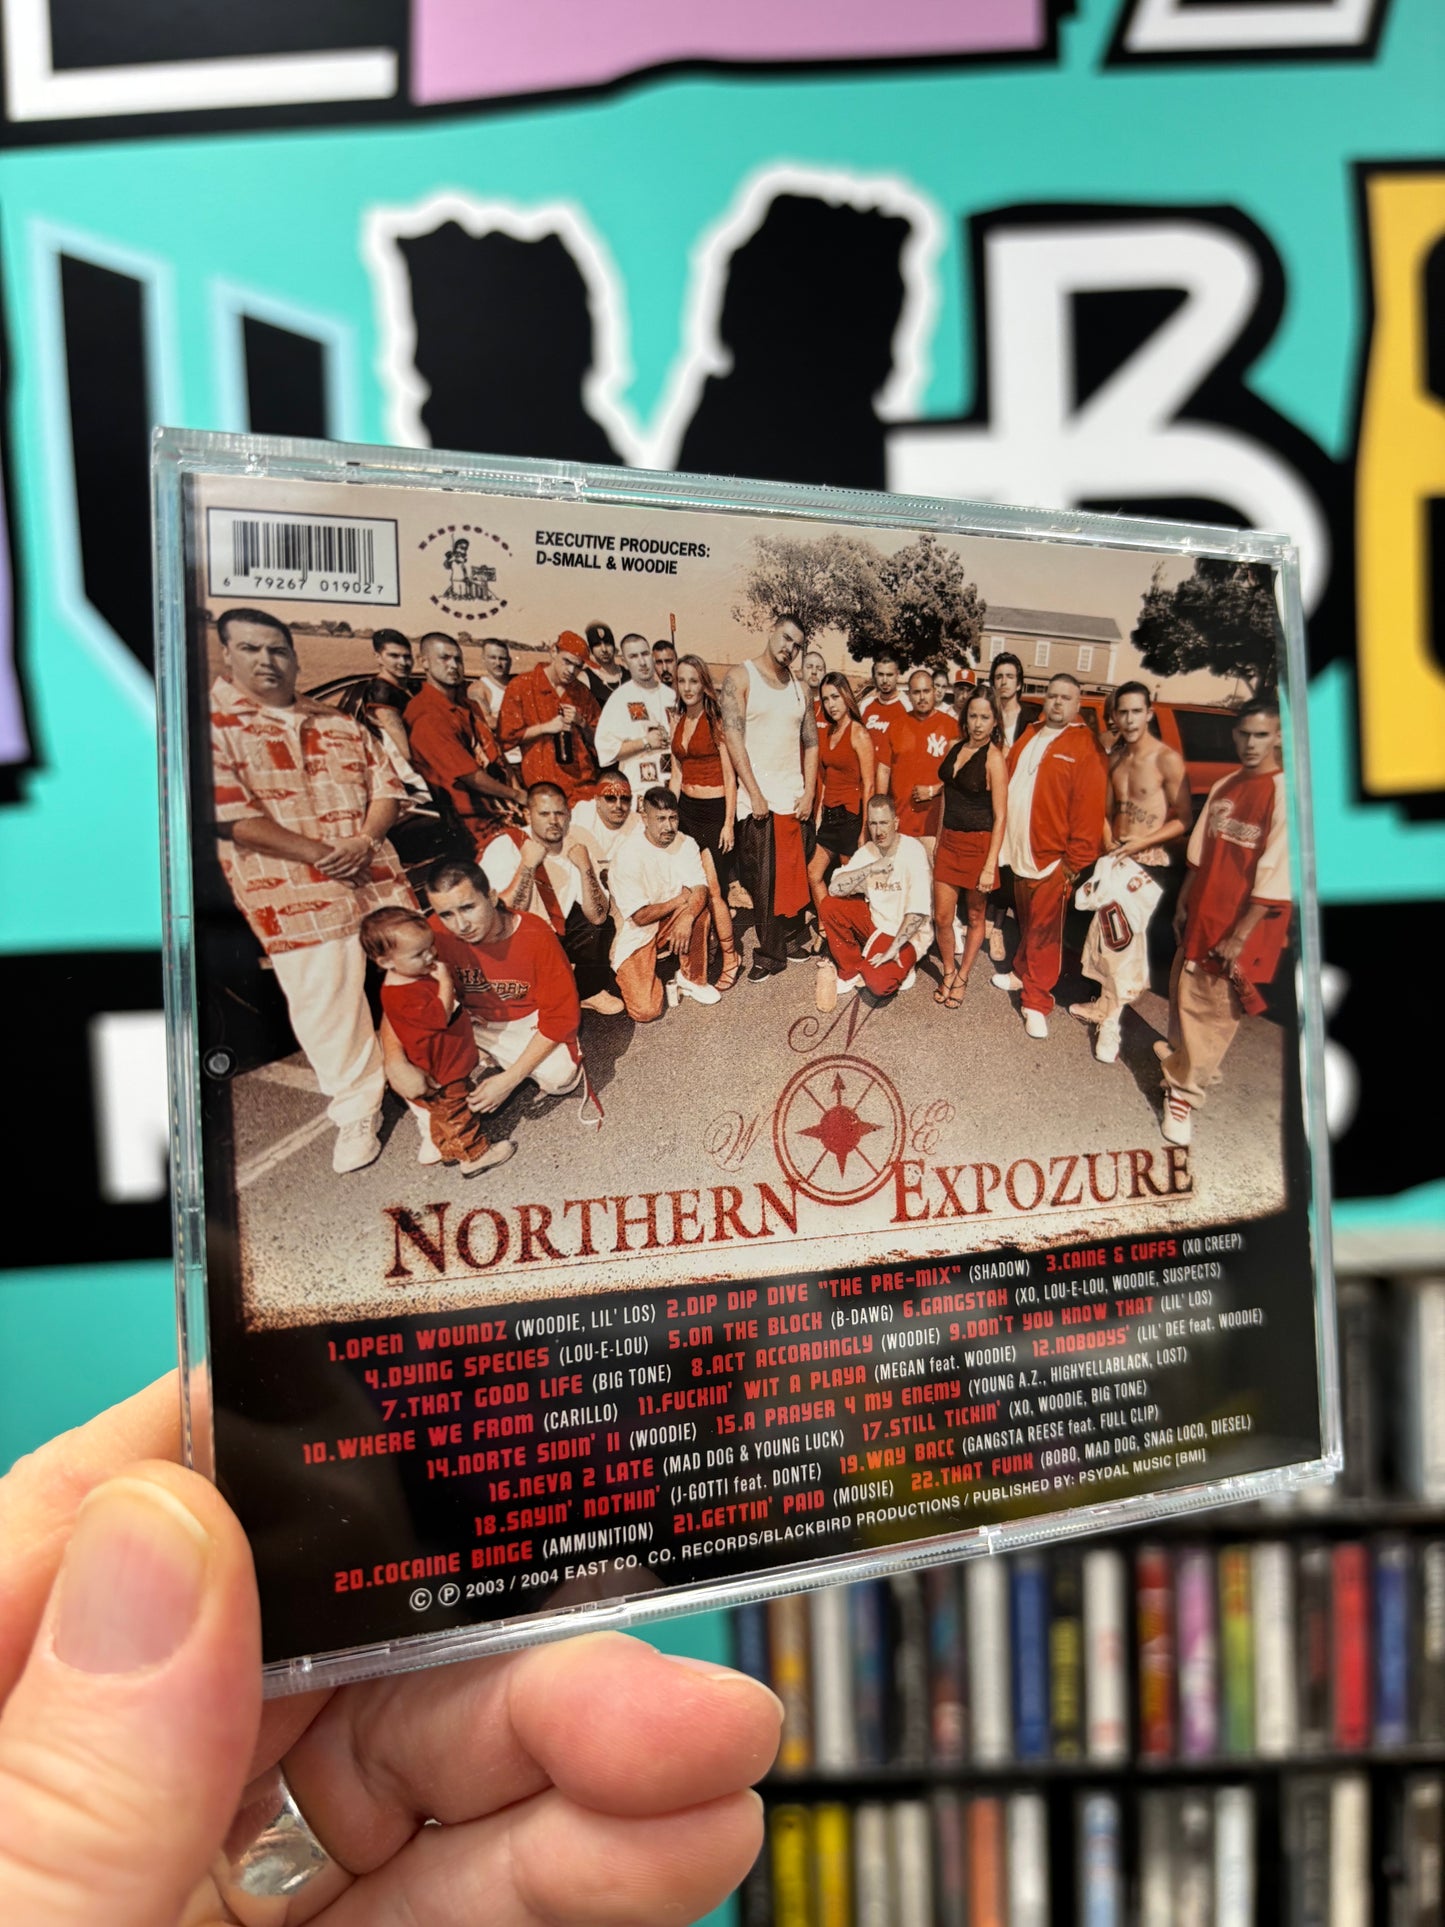 6 79267 01902 7
EAST CO. CO.
RECORDS
EXECUTIVE PRODUCERS:
D-SMALL & WOODIE
N
W E
NORTHERN EXPOZURE
1.OPEN WOUNDZ (WOODIE, LIL' LOS) 2.DIP DIP DIVE "THE PRE-MIX" (SHADOW) 3.CAINE & CUFFS (XO CREEP)
4.DYING SPECIES (LOU-E-LOU) 5.ON THE BLOCK (B-DAWG) 6.GANGSTAH (XO, LOU-E-LOU, WOODIE, SUSPECTS)
7.THAT GOOD LIFE (BIG TONE) 8.ACT ACCORDINGLY (WOODIE) 9.DON'T YOU KNOW THAT (LIL' LOS)
10.WHERE WE FROM (CARILLO) 11.FUCKIN' WIT A PLAYA (MEGAN feat. WOODIE) 12.NOBODYS' (LIL' DEE feat. WOODIE)
14.NORTE SIDIN' II (WOODIE) 15.A PRAYER 4 MY ENEMY (YOUNG A.Z., HIGHYELLABLACK, LOST)
16.NEVA 2 LATE (MAD DOG & YOUNG LUCK) 17.STILL TICKIN' (XO, WOODIE, BIG TONE)
18.SAYIN' NOTHIN' (J-GOTTI feat. DONTE) 19.WAY BACC (GANGSTA REESE feat. FULL CLIP)
20.COCAINE BINGE (AMMUNITION) 21.GETTIN' PAID (MOUSIE) 22.THAT FUNK (BOBO, MAD DOG, SNAG LOCO, DIESEL)
© ℗ 2003 / 2004 EAST CO. CO. RECORDS/BLACKBIRD PRODUCTIONS / PUBLISHED BY: PSYDAL MUSIC [BMI]